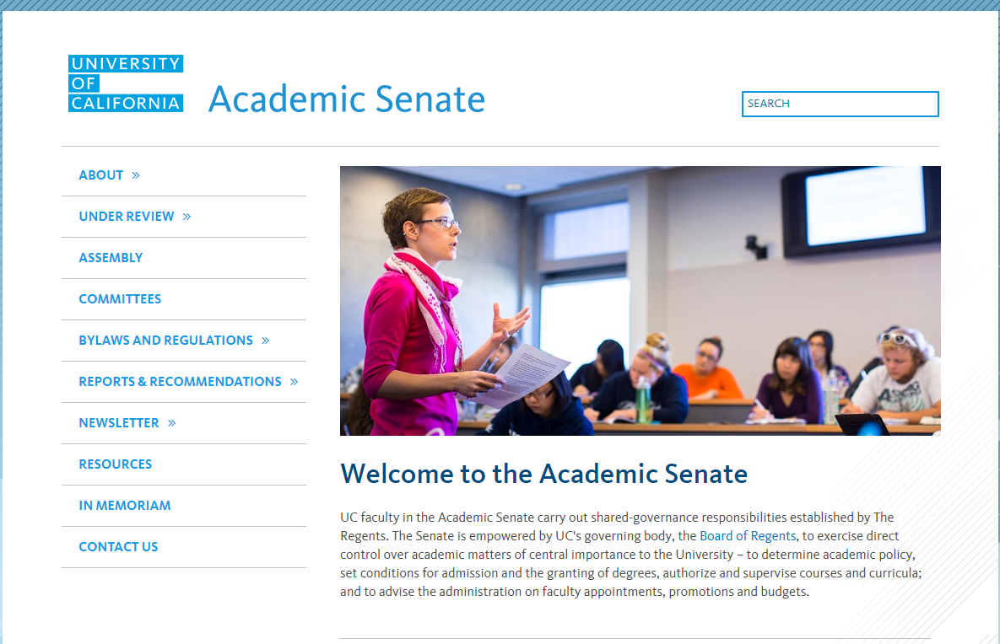 UNIVERSITY
OF
CALIFORNIA
Academic Senate
SEARCH
ABOUT »
UNDER REVIEW »
ASSEMBLY
COMMITTEES
BYLAWS AND REGULATIONS »
REPORTS & RECOMMENDATIONS »
NEWSLETTER »
RESOURCES
IN MEMORIAM
CONTACT US
Welcome to the Academic Senate
UC faculty in the Academic Senate carry out shared-governance responsibilities established by The
Regents. The Senate is empowered by UC's governing body, the Board of Regents, to exercise direct
control over academic matters of central importance to the University – to determine academic policy,
set conditions for admission and the granting of degrees, authorize and supervise courses and curricula;
and to advise the administration on faculty appointments, promotions and budgets.